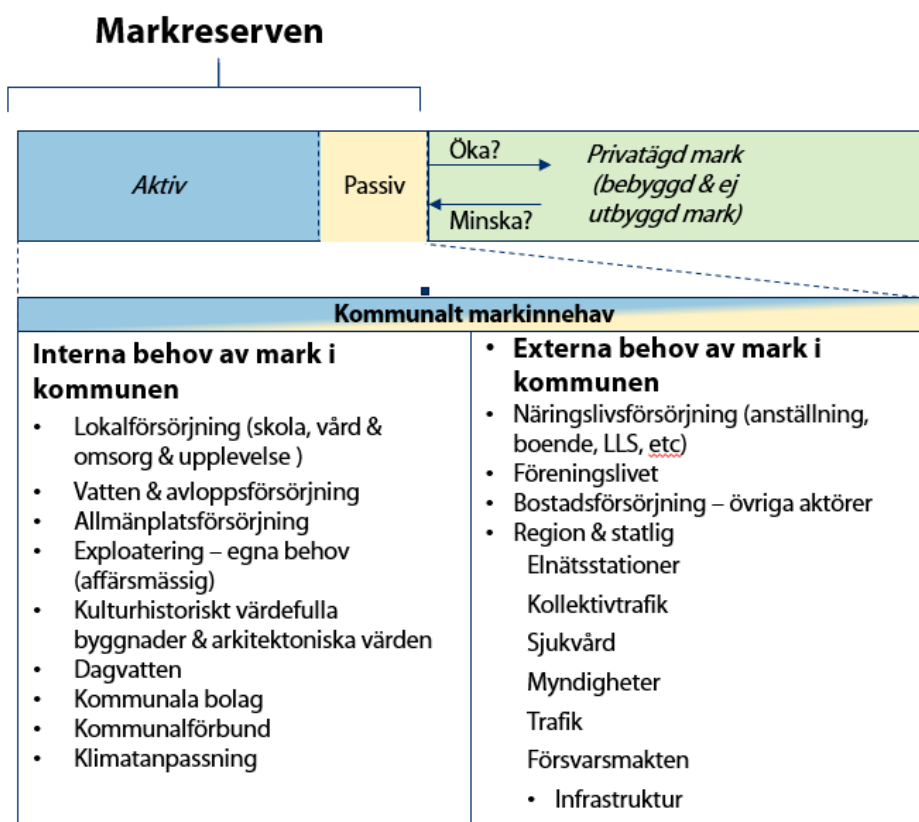 Markreserven
Aktiv
Passiv
Öka?
Minska?
Privatägd mark
(bebyggd & ej
utbyggd mark)
Kommunalt markinnehav
Interna behov av mark i
kommunen
• Lokalförsörjning (skola, vård &
omsorg & upplevelse )
• Vatten & avloppsförsörjning
• Allmänplatsförsörjning
• Exploatering – egna behov
(affärsmässig)
• Kulturhistoriskt värdefulla
byggnader & arkitektoniska värden
• Dagvatten
• Kommunala bolag
• Kommunalförbund
• Klimatanpassning
• Externa behov av mark i
kommunen
• Näringslivsförsörjning (anställning,
boende, LLS, etc)
• Föreningslivet
• Bostadsförsörjning – övriga aktörer
• Region & statlig
Elnätsstationer
Kollektivtrafik
Sjukvård
Myndigheter
Trafik
Försvarsmakten
• Infrastruktur